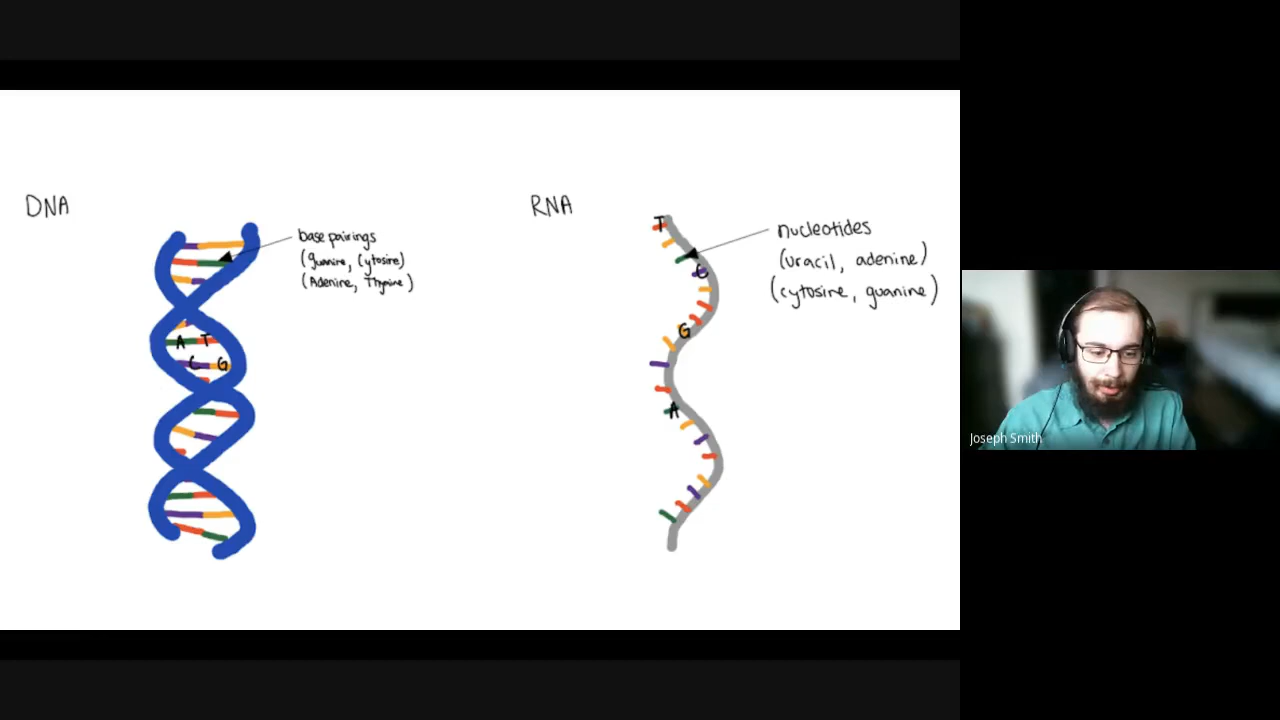 DNA
base pairings
(guanine, Cytosine)
(Adenine, Thymine)
A T
C G
RNA
T
C
G
A
nucleotides
(uracil, adenine)
(cytosine, guanine)
Joseph Smith